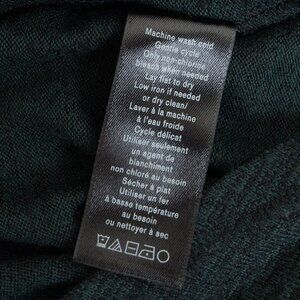 Machine wash cold
Gentle cycle
Only non-chlorine
bleach when needed
Lay flat to dry
Low iron if needed
or dry clean/
Laver à la machine
à l'eau froide
Cycle délicat
Utiliser seulement
un agent de
blanchiment
non chloré au besoin
Sécher à plat
Utiliser un fer
à basse température
au besoin
ou nettoyer à sec